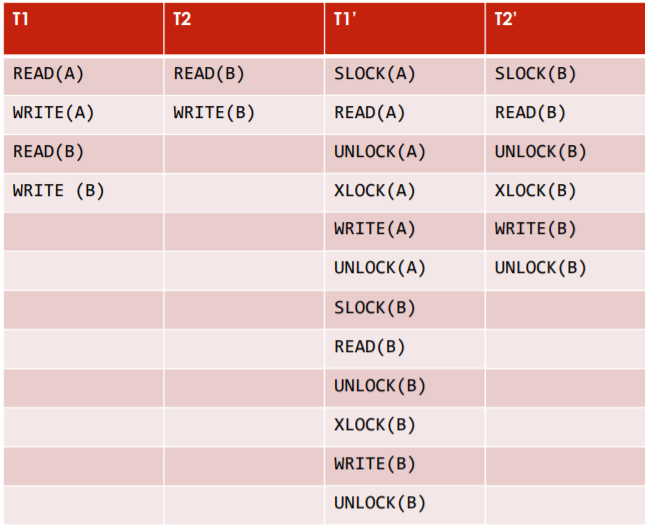 T1 T2 T1' T2'
READ(A) READ(B) SLOCK(A) SLOCK(B)
WRITE(A) WRITE(B) READ(A) READ(B)
READ(B) UNLOCK(A) UNLOCK(B)
WRITE (B) XLOCK(A) XLOCK(B)
WRITE(A) WRITE(B)
UNLOCK(A) UNLOCK(B)
SLOCK(B)
READ(B)
UNLOCK(B)
XLOCK(B)
WRITE(B)
UNLOCK(B)